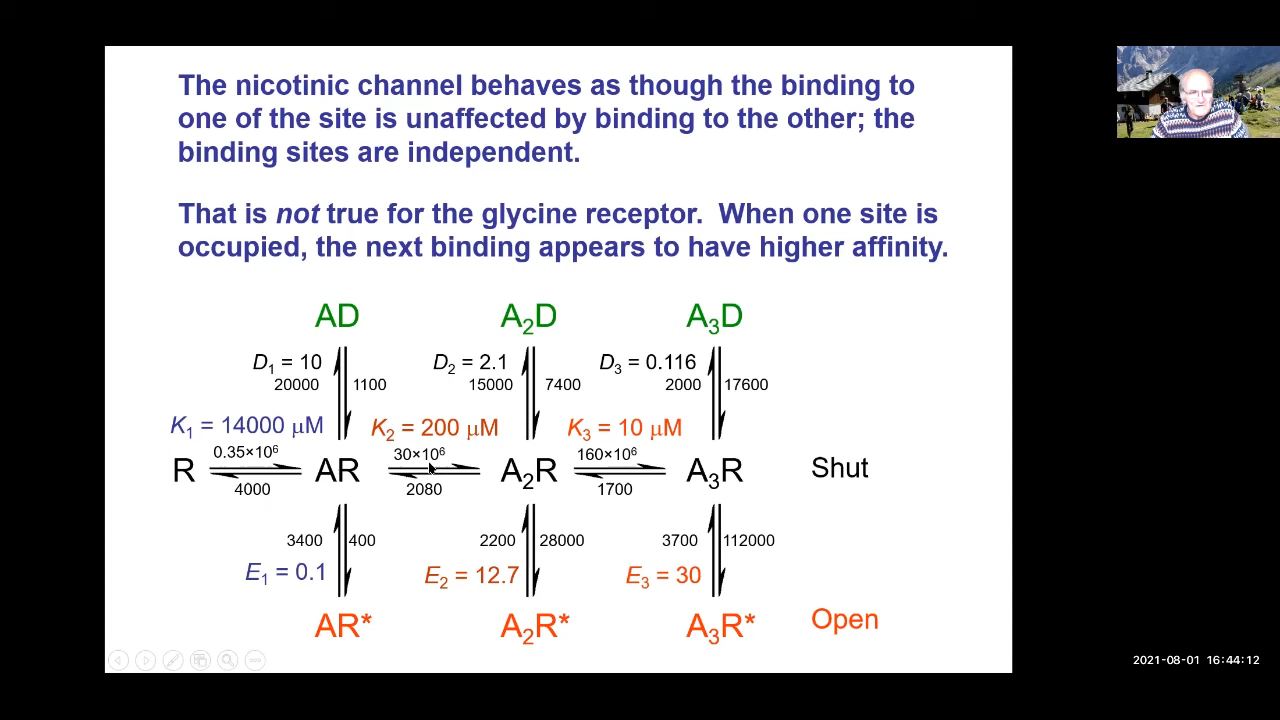 The nicotinic channel behaves as though the binding to
one of the site is unaffected by binding to the other; the
binding sites are independent.
That is not true for the glycine receptor. When one site is
occupied, the next binding appears to have higher affinity.
AD A₂D A₃D
D₁ = 10 D₂ = 2.1 D₃ = 0.116
20000 1100 15000 7400 2000 17600
K₁ = 14000 μM K₂ = 200 μM K₃ = 10 μM
0.35×10⁶ 30×10⁶ 160×10⁶
R AR A₂R A₃R Shut
4000 2080 1700
3400 400 2200 28000 3700 112000
E₁ = 0.1 E₂ = 12.7 E₃ = 30
AR* A₂R* A₃R* Open
2021-08-01 16:44:12